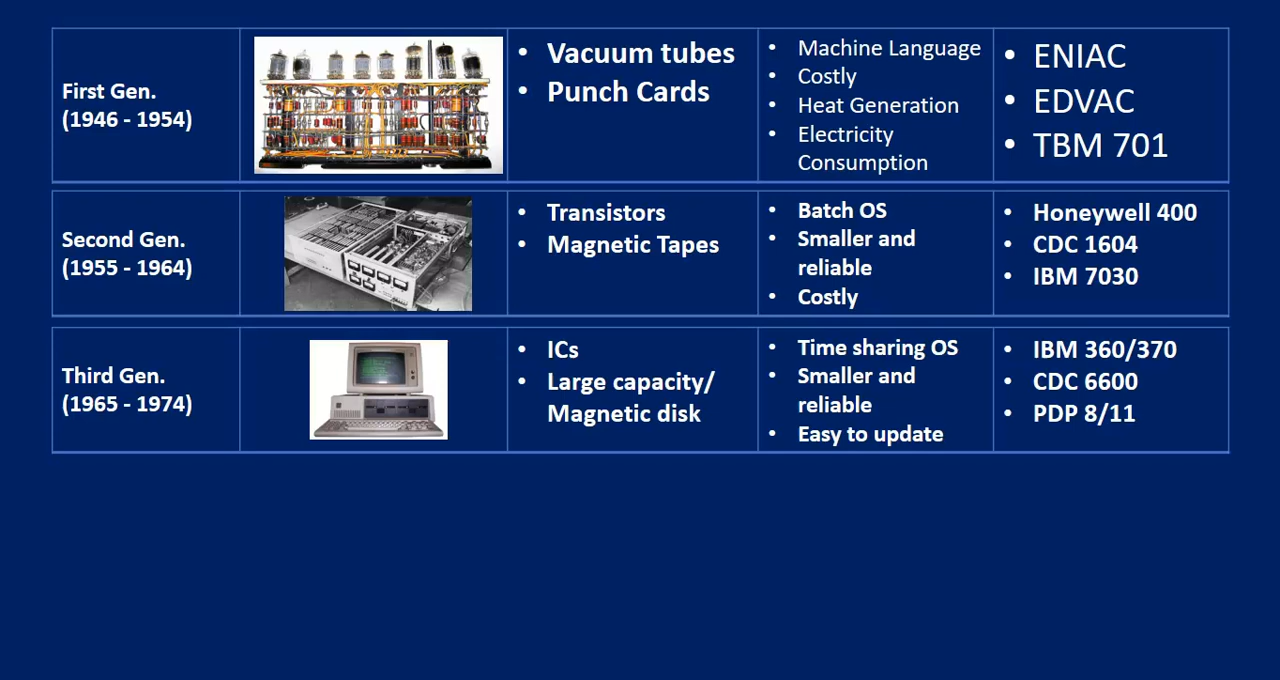 First Gen.
(1946 - 1954)
• Vacuum tubes
• Punch Cards
• Machine Language
• Costly
• Heat Generation
• Electricity
Consumption
• ENIAC
• EDVAC
• TBM 701
Second Gen.
(1955 - 1964)
• Transistors
• Magnetic Tapes
• Batch OS
• Smaller and
reliable
• Costly
• Honeywell 400
• CDC 1604
• IBM 7030
Third Gen.
(1965 - 1974)
• ICs
• Large capacity/
Magnetic disk
• Time sharing OS
• Smaller and
reliable
• Easy to update
• IBM 360/370
• CDC 6600
• PDP 8/11